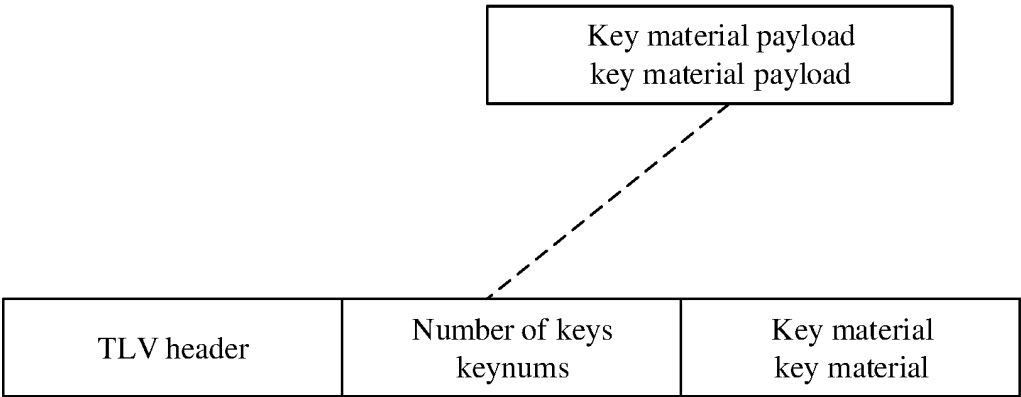 Key material payload
key material payload
TLV header
Number of keys
keynums
Key material
key material